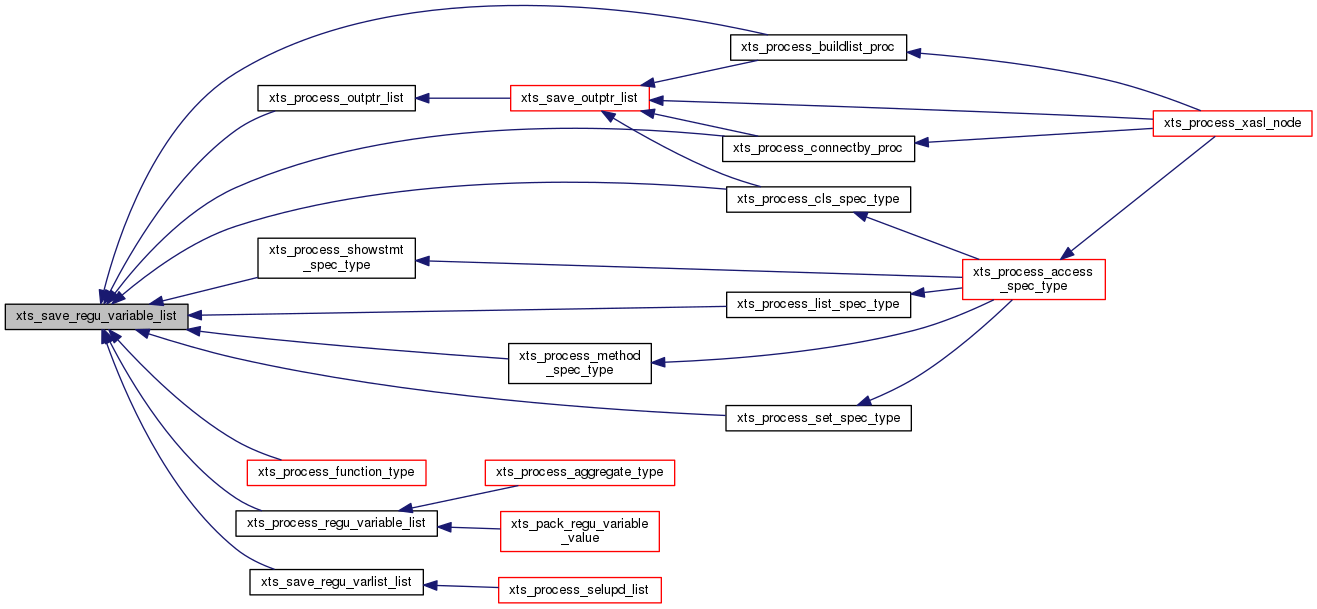 xts_process_buildlist_proc
xts_process_outptr_list
xts_save_outptr_list
xts_process_xasl_node
xts_process_connectby_proc
xts_process_cls_spec_type
xts_process_showstmt
_spec_type
xts_process_access
_spec_type
xts_save_regu_variable_list
xts_process_list_spec_type
xts_process_method
_spec_type
xts_process_set_spec_type
xts_process_function_type
xts_process_aggregate_type
xts_process_regu_variable_list
xts_pack_regu_variable
_value
xts_save_regu_varlist_list
xts_process_selupd_list